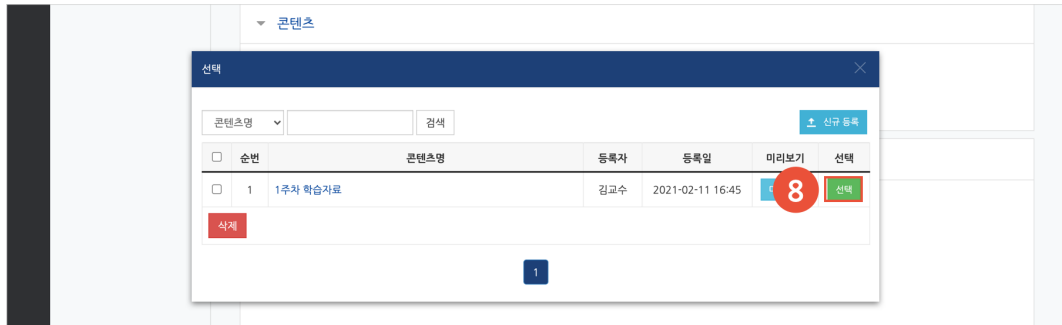 콘텐츠
선택
콘텐츠명 검색 신규 등록
순번 콘텐츠명 등록자 등록일 미리보기 선택
1 1주차 학습자료 김교수 2021-02-11 16:45 8 선택
삭제
1